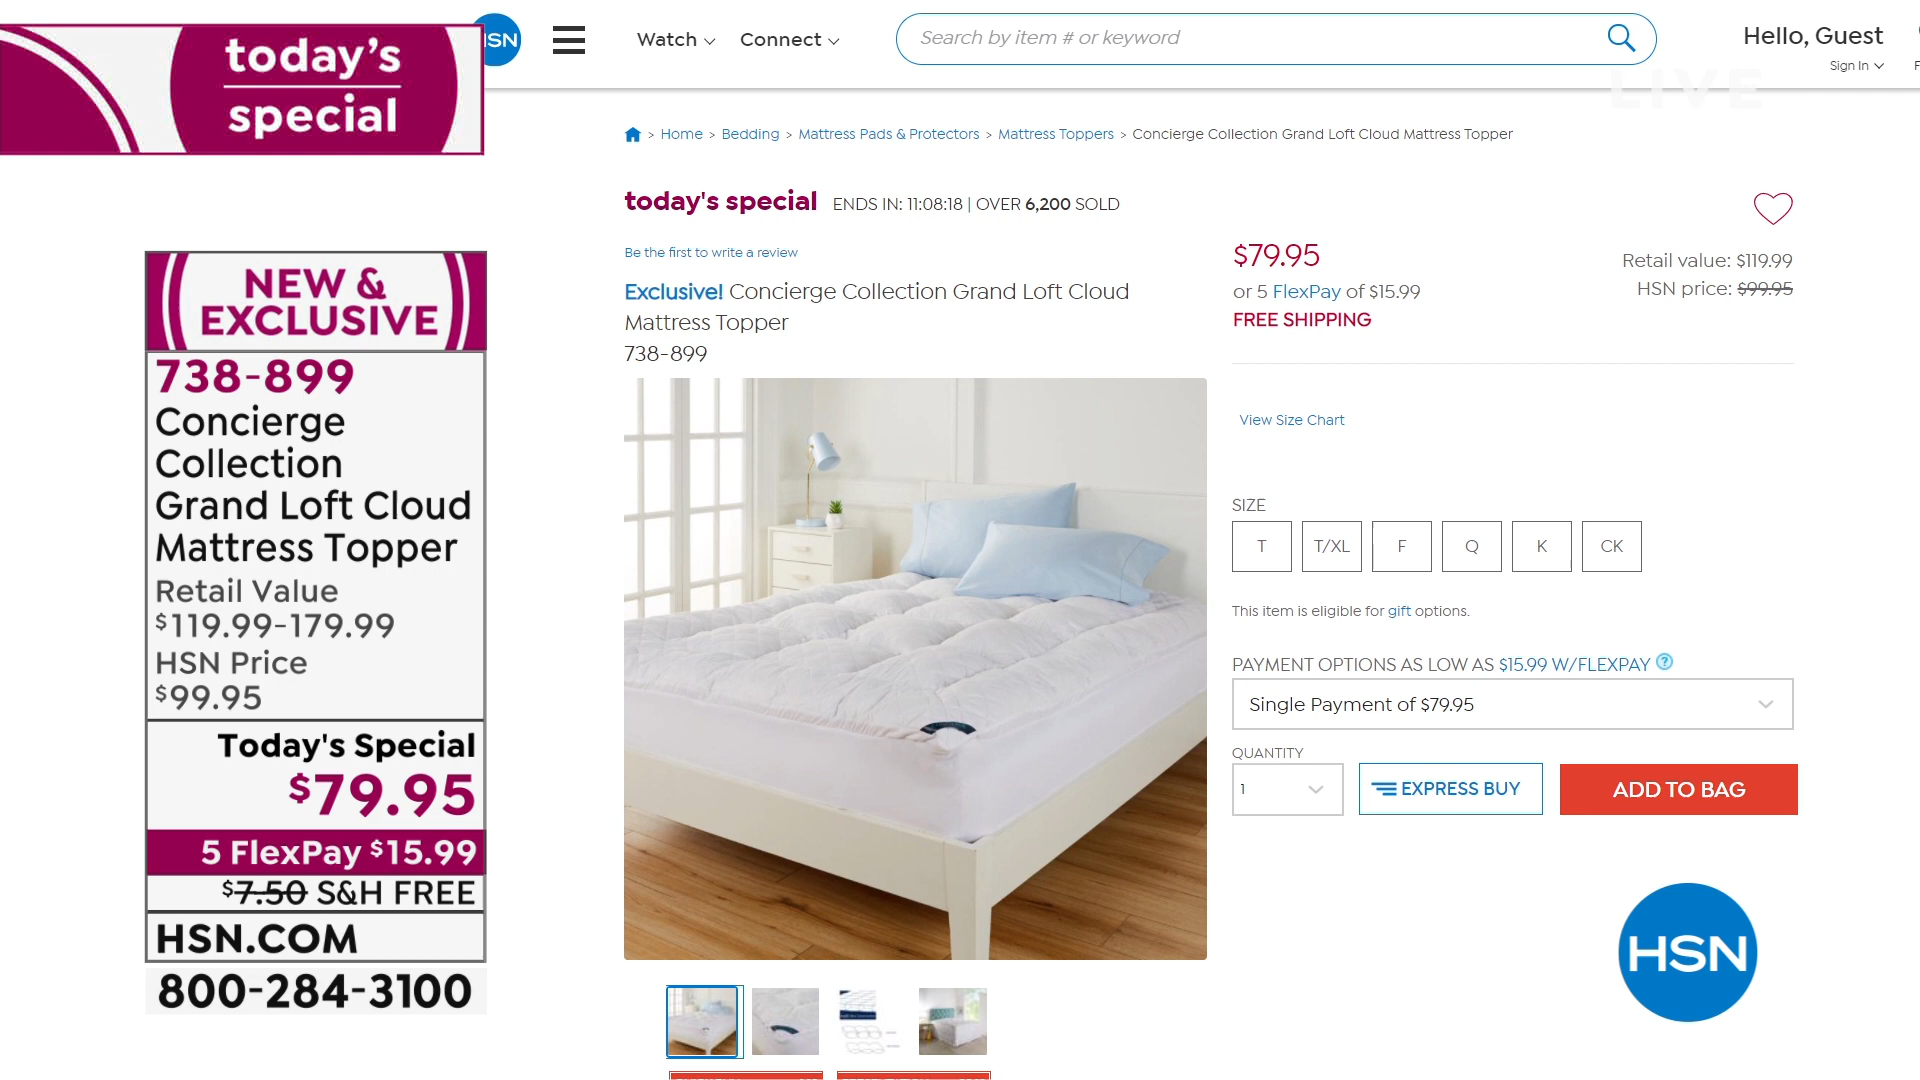 today's
special
HSN
Watch
Connect
Search by item # or keyword
Hello, Guest
Sign In
F
LIVE
> Home > Bedding > Mattress Pads & Protectors > Mattress Toppers > Concierge Collection Grand Loft Cloud Mattress Topper
today's special ENDS IN: 11:08:18 | OVER 6,200 SOLD
Be the first to write a review
Exclusive! Concierge Collection Grand Loft Cloud
Mattress Topper
738-899
$79.95
or 5 FlexPay of $15.99
FREE SHIPPING
Retail value: $119.99
HSN price: $99.95
View Size Chart
SIZE
T T/XL F Q K CK
This item is eligible for gift options.
PAYMENT OPTIONS AS LOW AS $15.99 W/FLEXPAY ?
Single Payment of $79.95
QUANTITY
1
EXPRESS BUY
ADD TO BAG
HSN
NEW &
EXCLUSIVE
738-899
Concierge
Collection
Grand Loft Cloud
Mattress Topper
Retail Value
$119.99-179.99
HSN Price
$99.95
Today's Special
$79.95
5 FlexPay $15.99
$7.50 S&H FREE
HSN.COM
800-284-3100